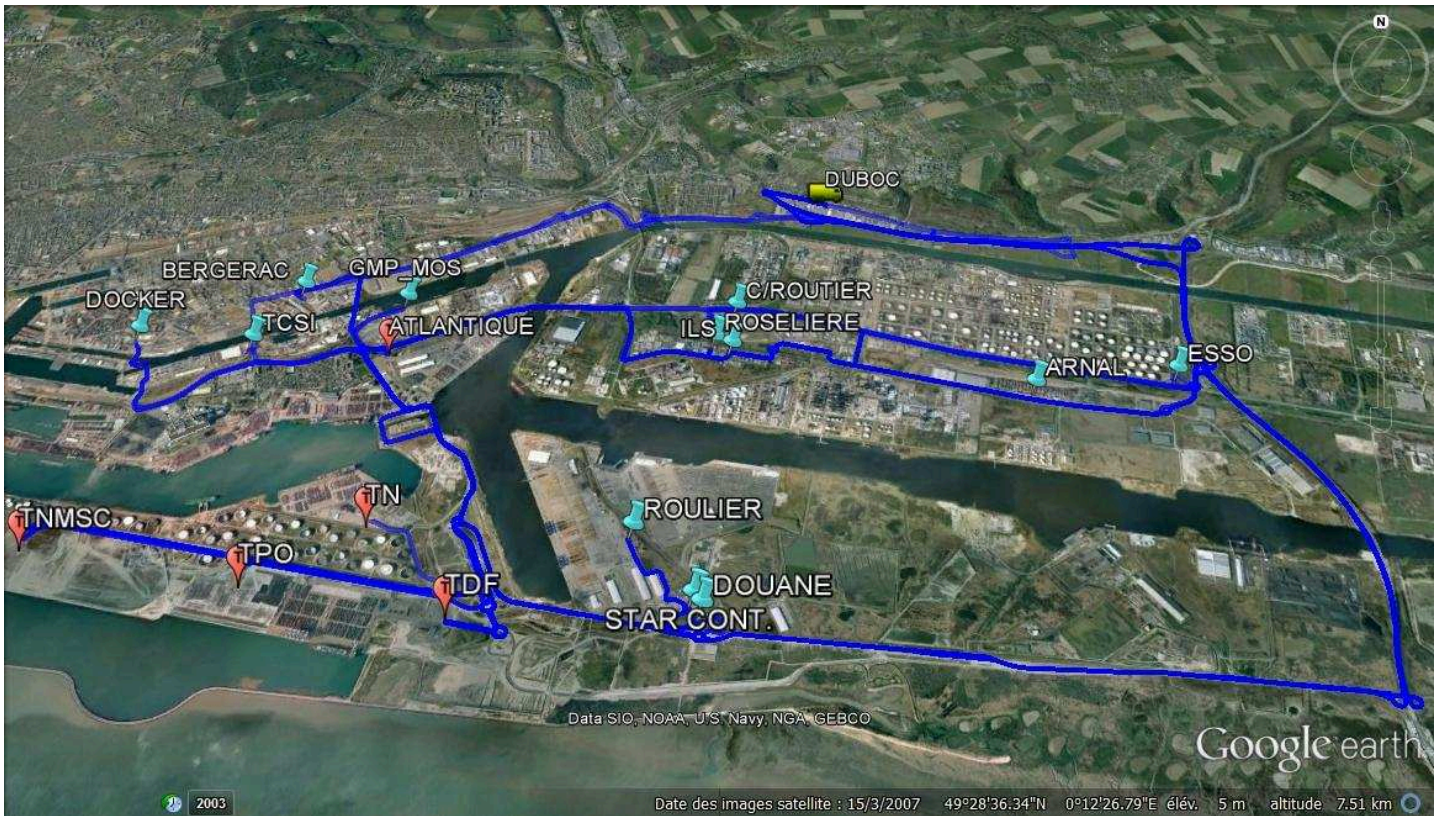 N
DUBOC
BERGERAC
GMP_MOS
C/ROUTIER
DOCKER
TCSI
ATLANTIQUE
ILS
ROSELIERE
ESSO
ARNAL
TN
ROULIER
TNMSC
TPO
TDF
DOUANE
STAR CONT.
Data SIO, NOAA, U.S. Navy, NGA, GEBCO
Google earth
2003
Date des images satellite : 15/3/2007 49°28'36.34"N 0°12'26.79"E élév. 5 m altitude 7.51 km